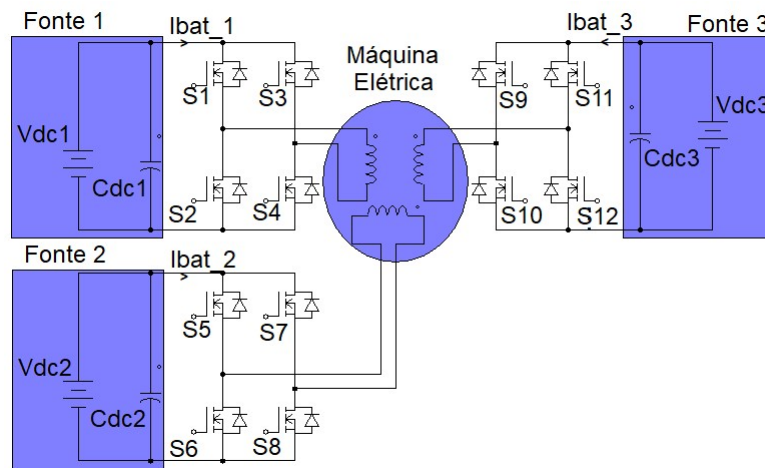 Fonte 1
Ibat_1
S1
S3
Vdc1
Cdc1
S2
S4
Máquina
Elétrica
Ibat_3
Fonte 3
S9
S11
Vdc3
Cdc3
S10
S12
Fonte 2
Ibat_2
S5
S7
Vdc2
Cdc2
S6
S8